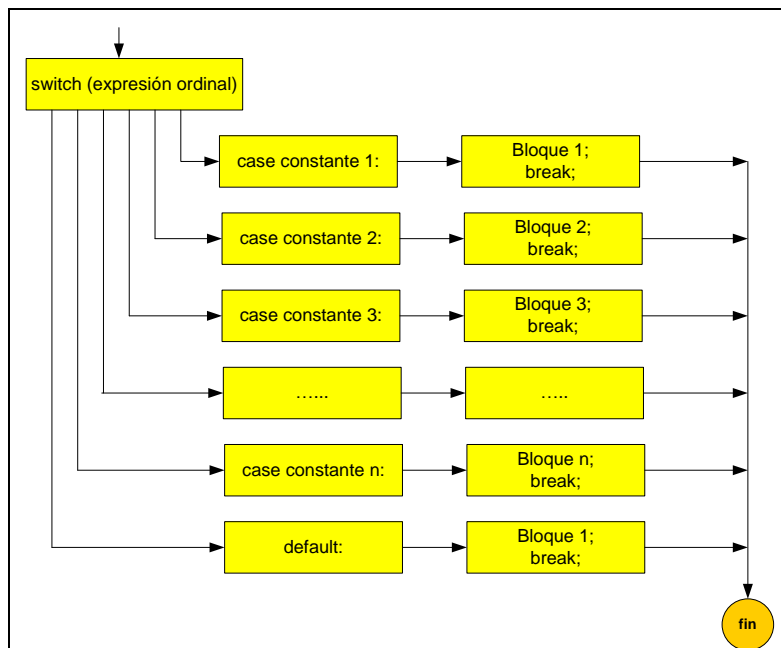 switch (expresión ordinal)
case constante 1:
Bloque 1;
break;
case constante 2:
Bloque 2;
break;
case constante 3:
Bloque 3;
break;
…...
…..
case constante n:
Bloque n;
break;
default:
Bloque 1;
break;
fin